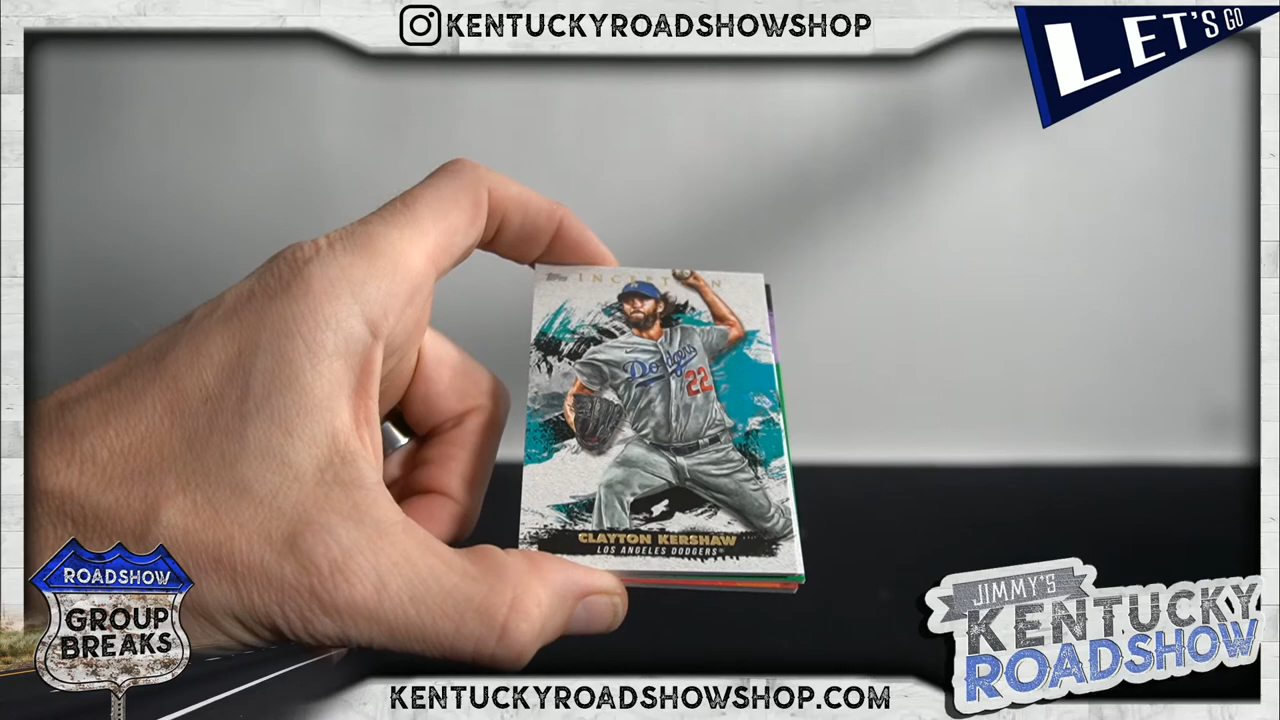 KENTUCKYROADSHOWSHOP
LET'S GO
Topps
INCEPTION
Dodgers
22
CLAYTON KERSHAW
LOS ANGELES DODGERS®
ROADSHOW
GROUP
BREAKS
JIMMY'S
KENTUCKY
ROADSHOW
KENTUCKYROADSHOWSHOP.COM